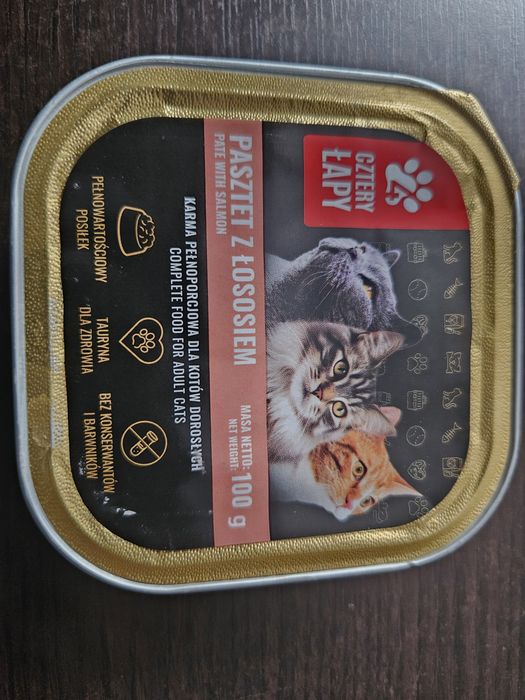 CZTERY
ŁAPY
PASZTET Z ŁOSOSIEM
PATE WITH SALMON
MASA NETTO:
NET WEIGHT:
100 g
KARMA PEŁNOPORCJOWA DLA KOTÓW DOROSŁYCH
COMPLETE FOOD FOR ADULT CATS
PEŁNOWARTOŚCIOWY
POSIŁEK
TAURYNA
DLA ZDROWIA
BEZ KONSERWANTÓW
I BARWNIKÓW